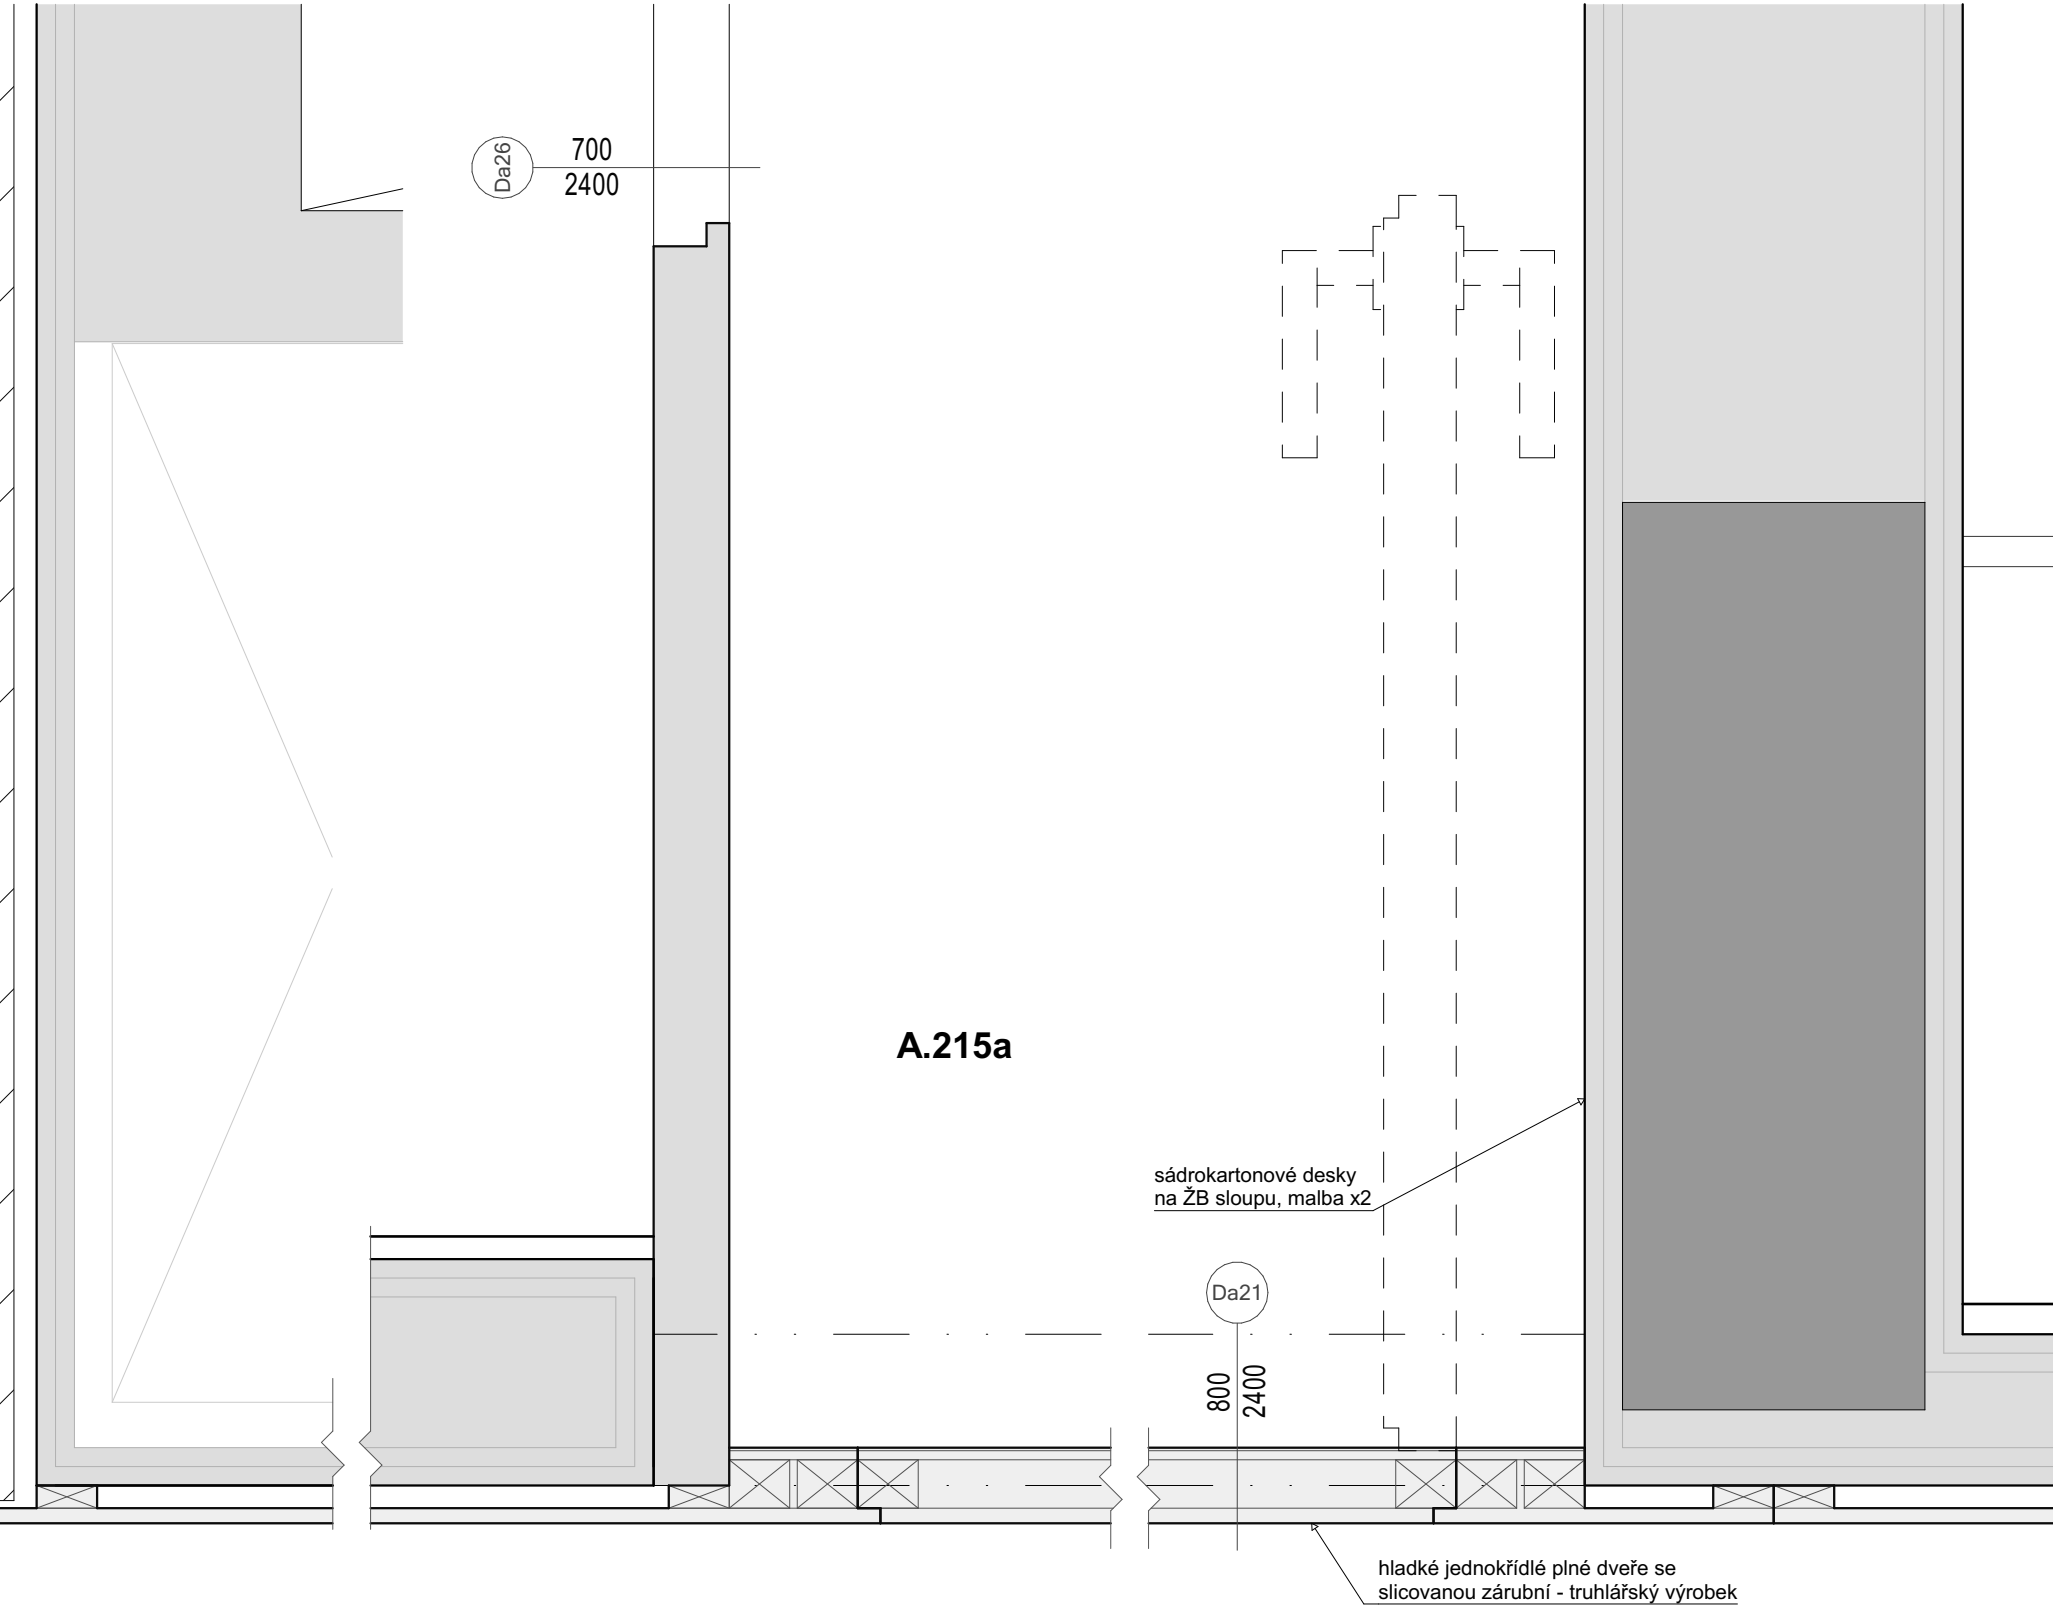 Da26
700
2400
A.215a
sádrokartonové desky
na ŽB sloupu, malba x2
Da21
800
2400
hladké jednokřídlé plné dveře se
slicovanou zárubní - truhlářský výrobek